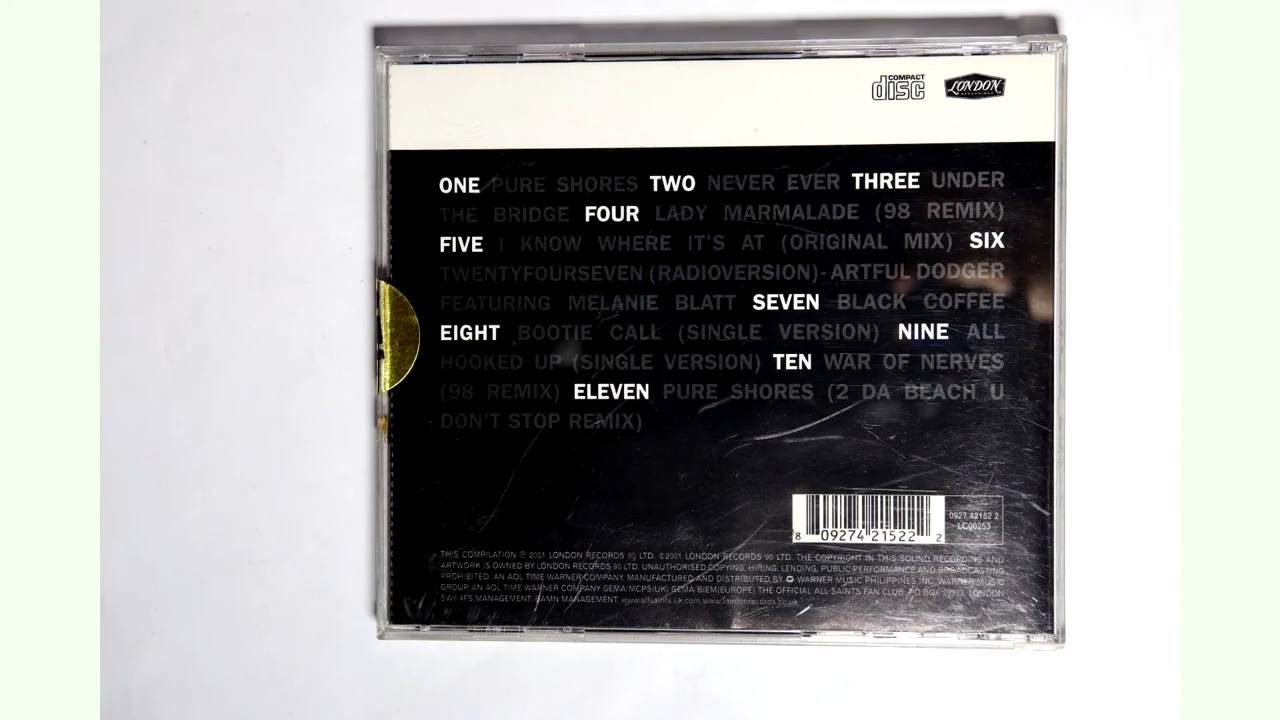 COMPACT
disc
LONDON
RECORDINGS
ONE PURE SHORES TWO NEVER EVER THREE UNDER
THE BRIDGE FOUR LADY MARMALADE (98 REMIX)
FIVE I KNOW WHERE IT'S AT (ORIGINAL MIX) SIX
TWENTYFOURSEVEN (RADIOVERSION)- ARTFUL DODGER
FEATURING MELANIE BLATT SEVEN BLACK COFFEE
EIGHT BOOTIE CALL (SINGLE VERSION) NINE ALL
HOOKED UP (SINGLE VERSION) TEN WAR OF NERVES
(98 REMIX) ELEVEN PURE SHORES (2 DA BEACH U
DON'T STOP REMIX)
0927 42152 2
LC00253
8 09274 21522 2
THIS COMPILATION ℗ 2001 LONDON RECORDS 90 LTD. ©2001 LONDON RECORDS 90 LTD. THE COPYRIGHT IN THIS SOUND RECORDING AND
ARTWORK IS OWNED BY LONDON RECORDS 90 LTD. UNAUTHORISED COPYING, HIRING, LENDING, PUBLIC PERFORMANCE AND BROADCASTING
PROHIBITED. AN AOL TIME WARNER COMPANY. MANUFACTURED AND DISTRIBUTED BY WARNER MUSIC PHILIPPINES INC, WARNER MUSIC
GROUP AN AOL TIME WARNER COMPANY GEMA/MCPS(UK) GEMA/BIEM(EUROPE) THE OFFICIAL ALL SAINTS FAN CLUB, PO BOX LONDON
SW6 4FS MANAGEMENT: DAMN MANAGEMENT www.allsaints.uk.com www.londonrecords.co.uk